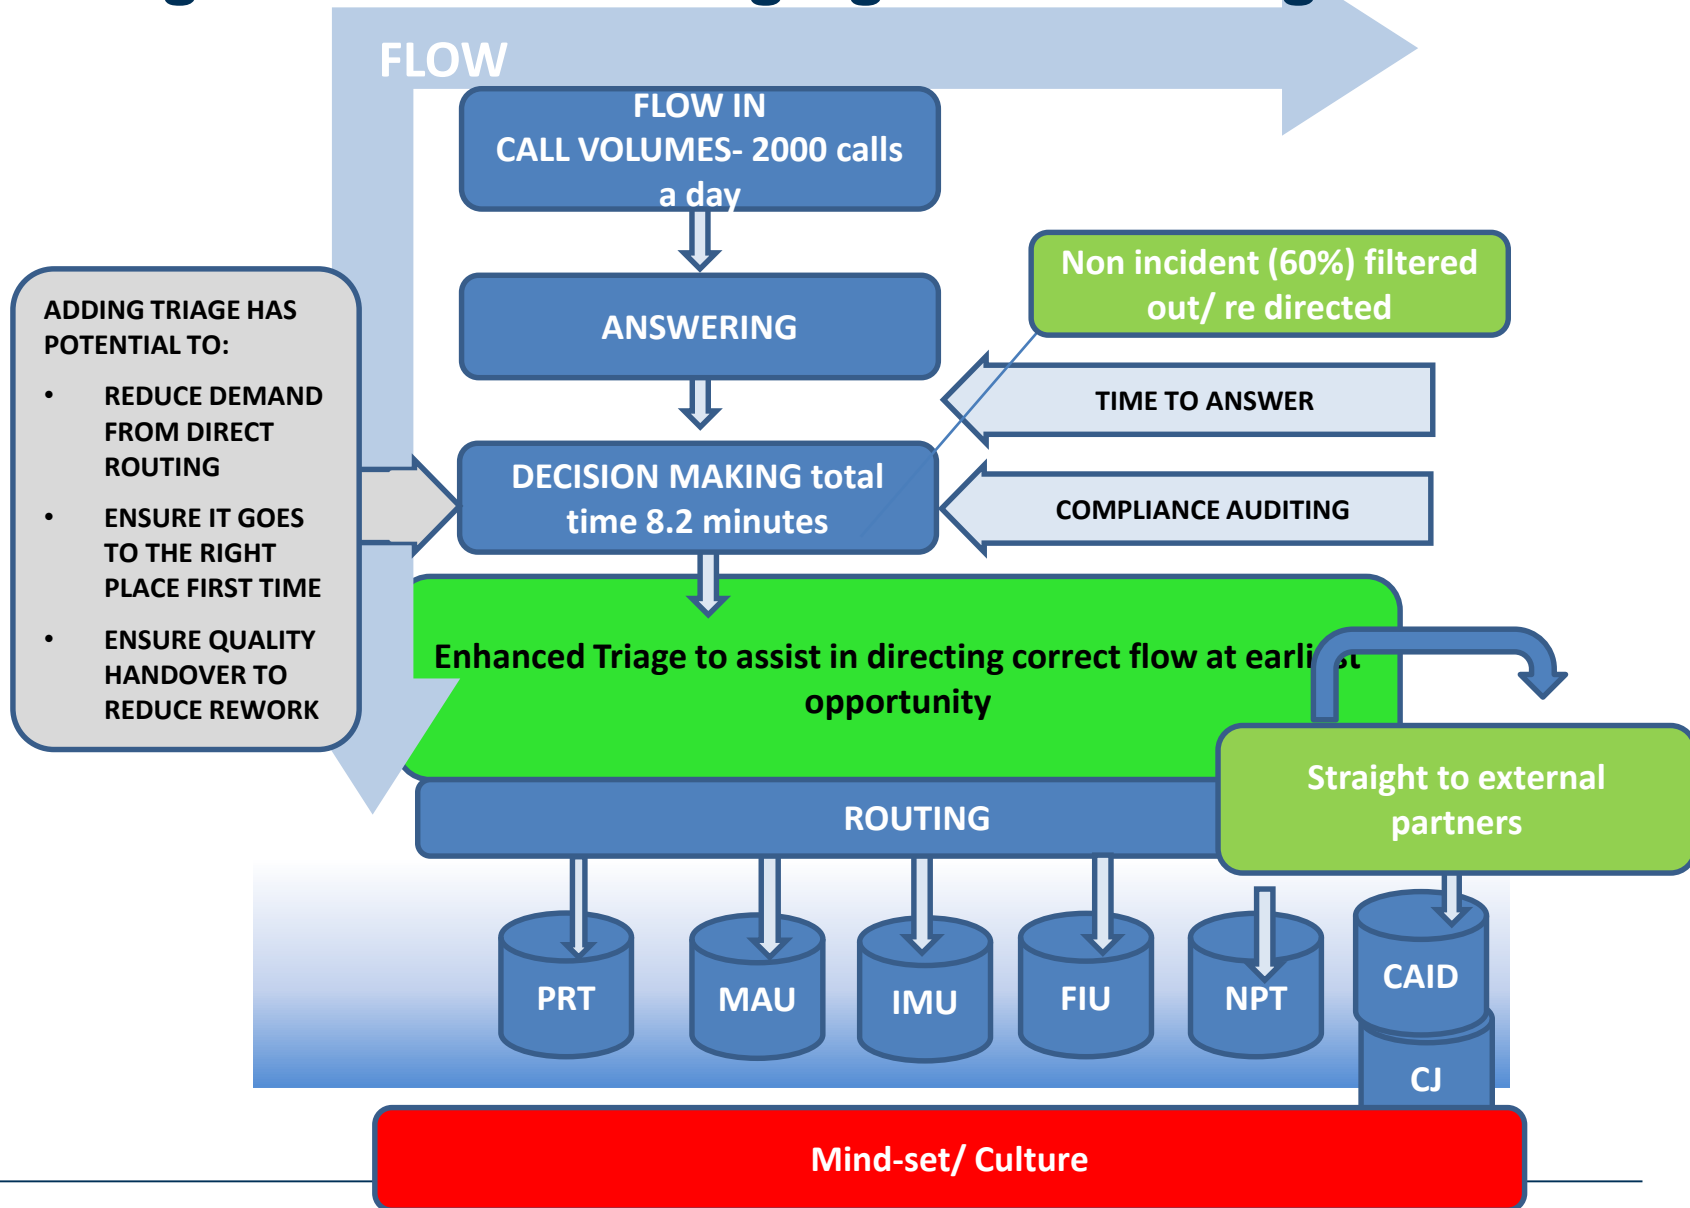 FLOW
FLOW IN
CALL VOLUMES- 2000 calls
a day
ANSWERING
Non incident (60%) filtered
out/ re directed
ADDING TRIAGE HAS
POTENTIAL TO:
• REDUCE DEMAND
FROM DIRECT
ROUTING
• ENSURE IT GOES
TO THE RIGHT
PLACE FIRST TIME
• ENSURE QUALITY
HANDOVER TO
REDUCE REWORK
TIME TO ANSWER
DECISION MAKING total
time 8.2 minutes
COMPLIANCE AUDITING
Enhanced Triage to assist in directing correct flow at earliest
opportunity
Straight to external
partners
ROUTING
PRT
MAU
IMU
FIU
NPT
CAID
CJ
Mind-set/ Culture